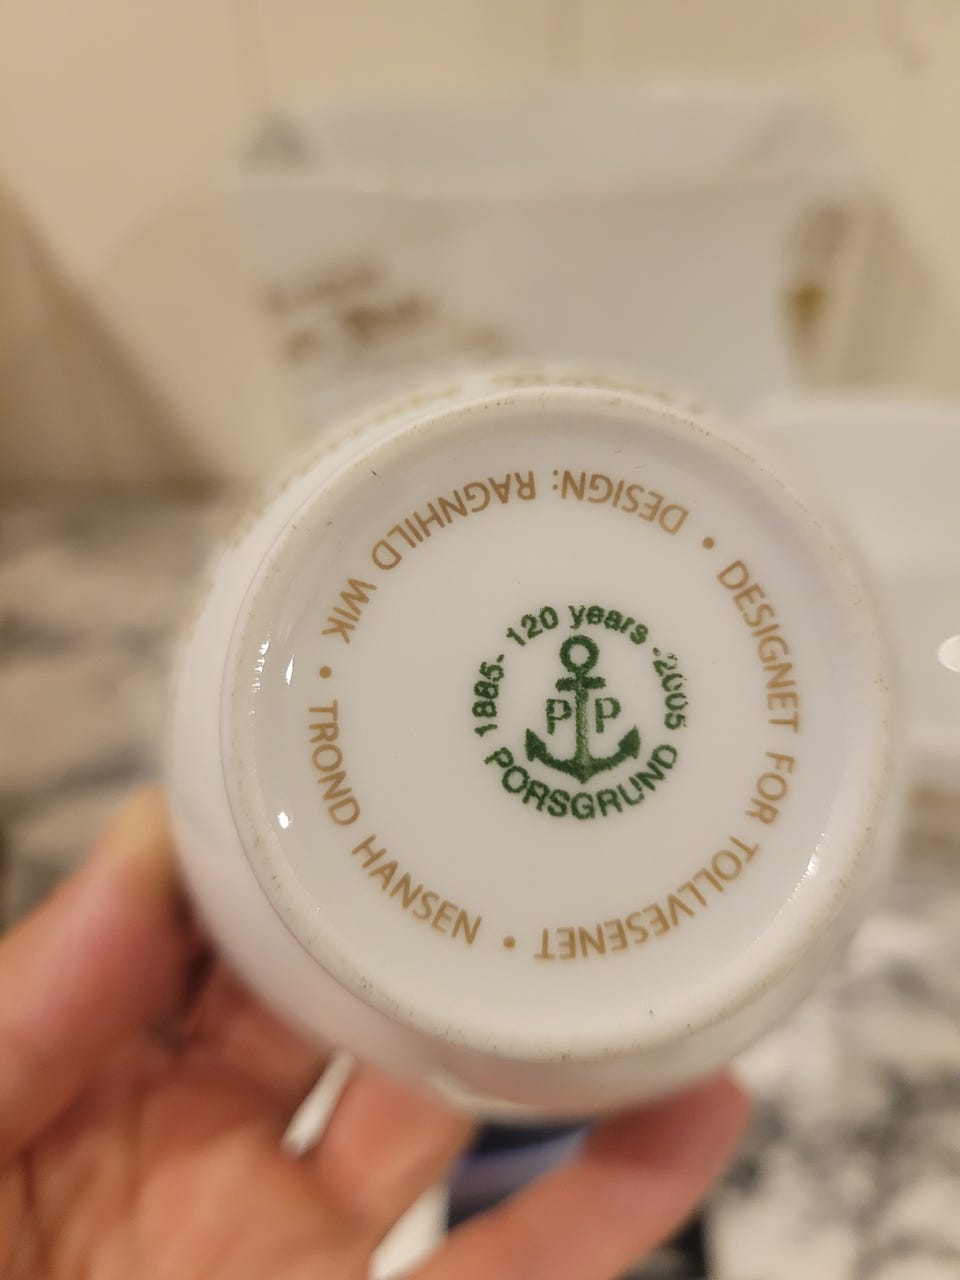 DESIGN: RAGNHILD WIK • TROND HANSEN •
DESIGNET FOR TOLLVESENET •
1885- 120 years -2005
P P
PORSGRUND